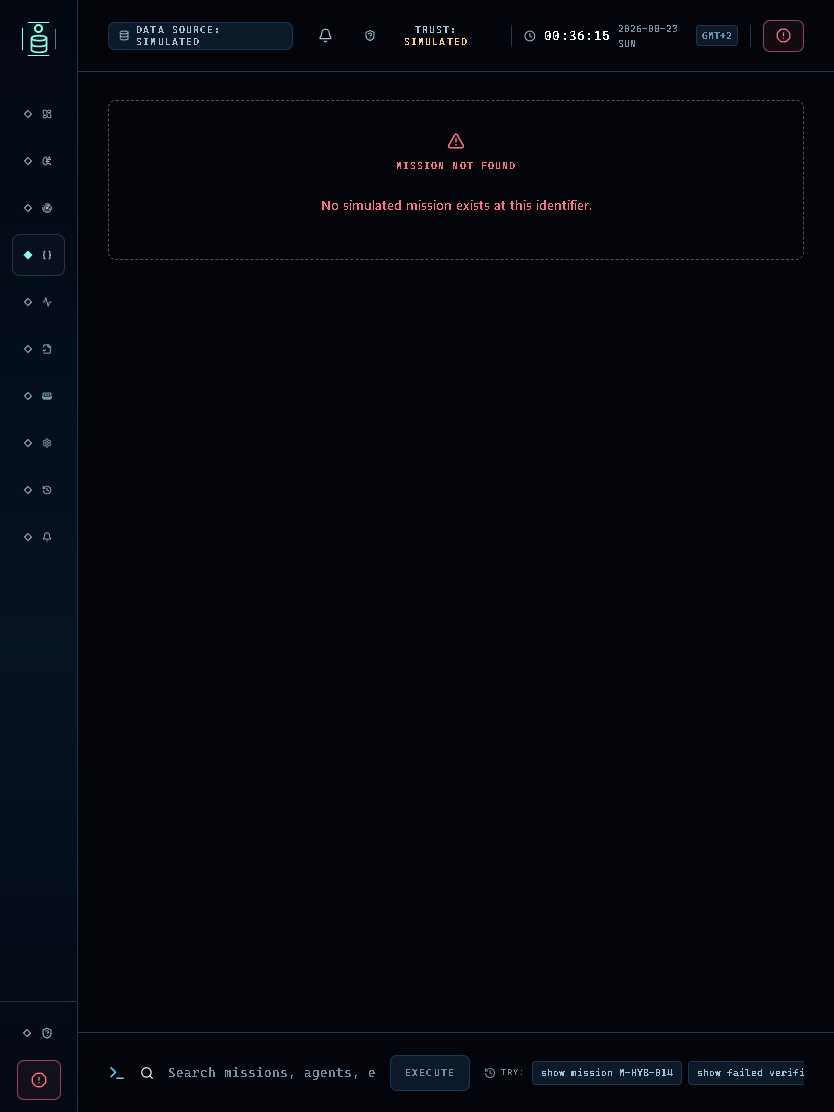 DATA SOURCE:
SIMULATED
TRUST:
SIMULATED
00:36:15
2026-08-23
SUN
GMT+2
MISSION NOT FOUND
No simulated mission exists at this identifier.
Search missions, agents, e
EXECUTE
TRY:
show mission M-HYB-014
show failed verifi